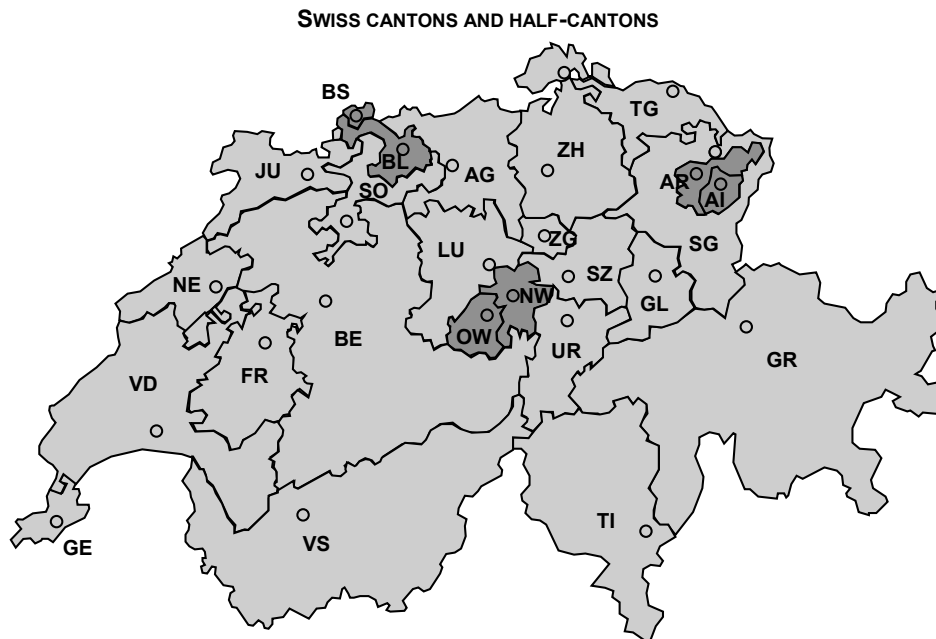 SWISS CANTONS AND HALF-CANTONS
BS
TG
ZH
JU
BL
AG
AR
SO
AI
LU
ZG
SG
NE
SZ
NW
GL
OW
BE
UR
GR
VD
FR
TI
GE
VS